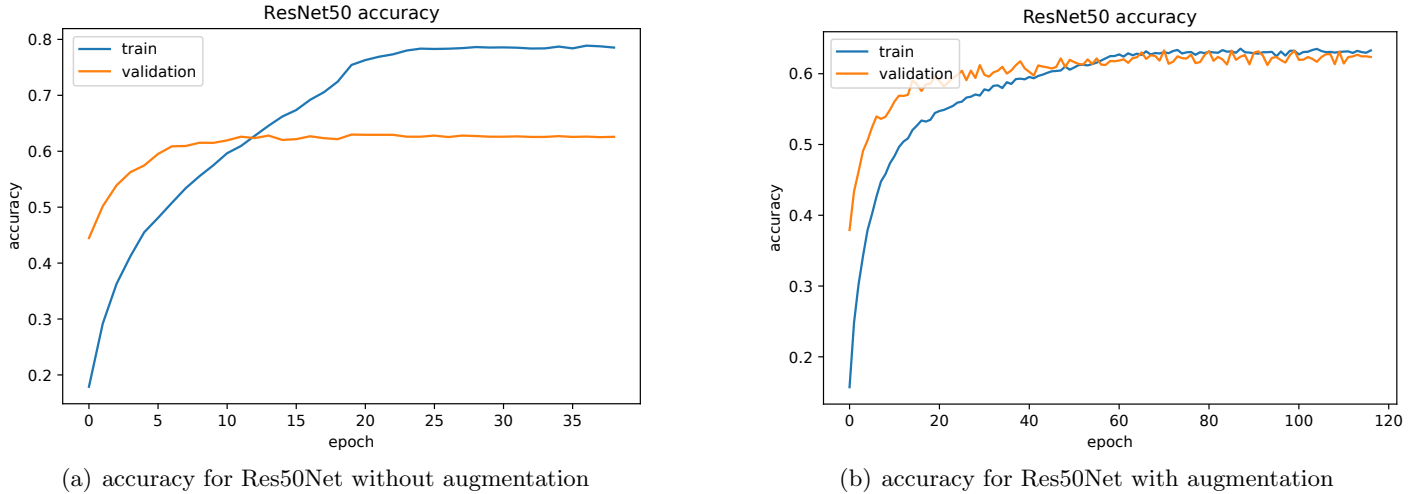 ResNet50 accuracy
train
validation
accuracy
0.8
0.7
0.6
0.5
0.4
0.3
0.2
0 5 10 15 20 25 30 35
epoch
(a) accuracy for Res50Net without augmentation
ResNet50 accuracy
train
validation
accuracy
0.6
0.5
0.4
0.3
0.2
0 20 40 60 80 100 120
epoch
(b) accuracy for Res50Net with augmentation